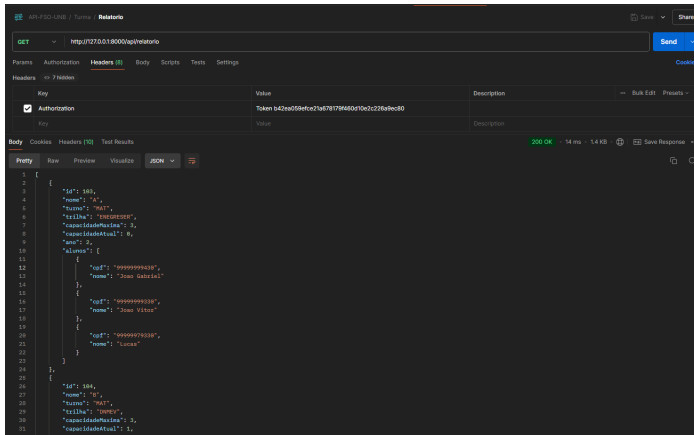 API-FSO-UNB / Turma / Relatorio
Save
Share
GET
http://127.0.0.1:8000/api/relatorio
Send
Params Authorization Headers (8) Body Scripts Tests Settings
Cookie
Headers 7 hidden
Key Value Description ••• Bulk Edit Presets
Authorization Token b42ea059efce21a678179f460d10e2c226a9ec80
Key Value Description
Body Cookies Headers (10) Test Results
200 OK · 14 ms · 1.4 KB · Save Response
Pretty Raw Preview Visualize JSON
1 [
2 {
3 "id": 103,
4 "nome": "A",
5 "turno": "MAT",
6 "trilha": "ENEGRESER",
7 "capacidadeMaxima": 3,
8 "capacidadeAtual": 0,
9 "ano": 2,
10 "alunos": [
11 {
12 "cpf": "99999999430",
13 "nome": "Joao Gabriel"
14 },
15 {
16 "cpf": "99999999330",
17 "nome": "Joao Vitor"
18 },
19 {
20 "cpf": "99999979330",
21 "nome": "Lucas"
22 }
23 ]
24 },
25 {
26 "id": 104,
27 "nome": "B",
28 "turno": "MAT",
29 "trilha": "DRMEV",
30 "capacidadeMaxima": 3,
31 "capacidadeAtual": 1,